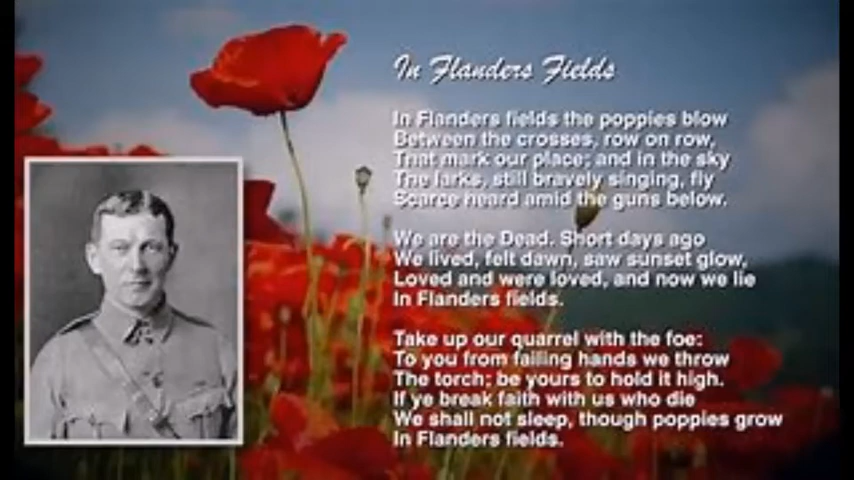 In Flanders Fields
In Flanders fields the poppies blow
Between the crosses, row on row,
That mark our place; and in the sky
The larks, still bravely singing, fly
Scarce heard amid the guns below.
We are the Dead. Short days ago
We lived, felt dawn, saw sunset glow,
Loved and were loved, and now we lie
In Flanders fields.
Take up our quarrel with the foe:
To you from failing hands we throw
The torch; be yours to hold it high.
If ye break faith with us who die
We shall not sleep, though poppies grow
In Flanders fields.